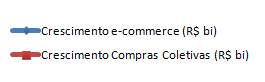 Crescimento e-commerce (R$ bi)
Crescimento Compras Coletivas (R$ bi)